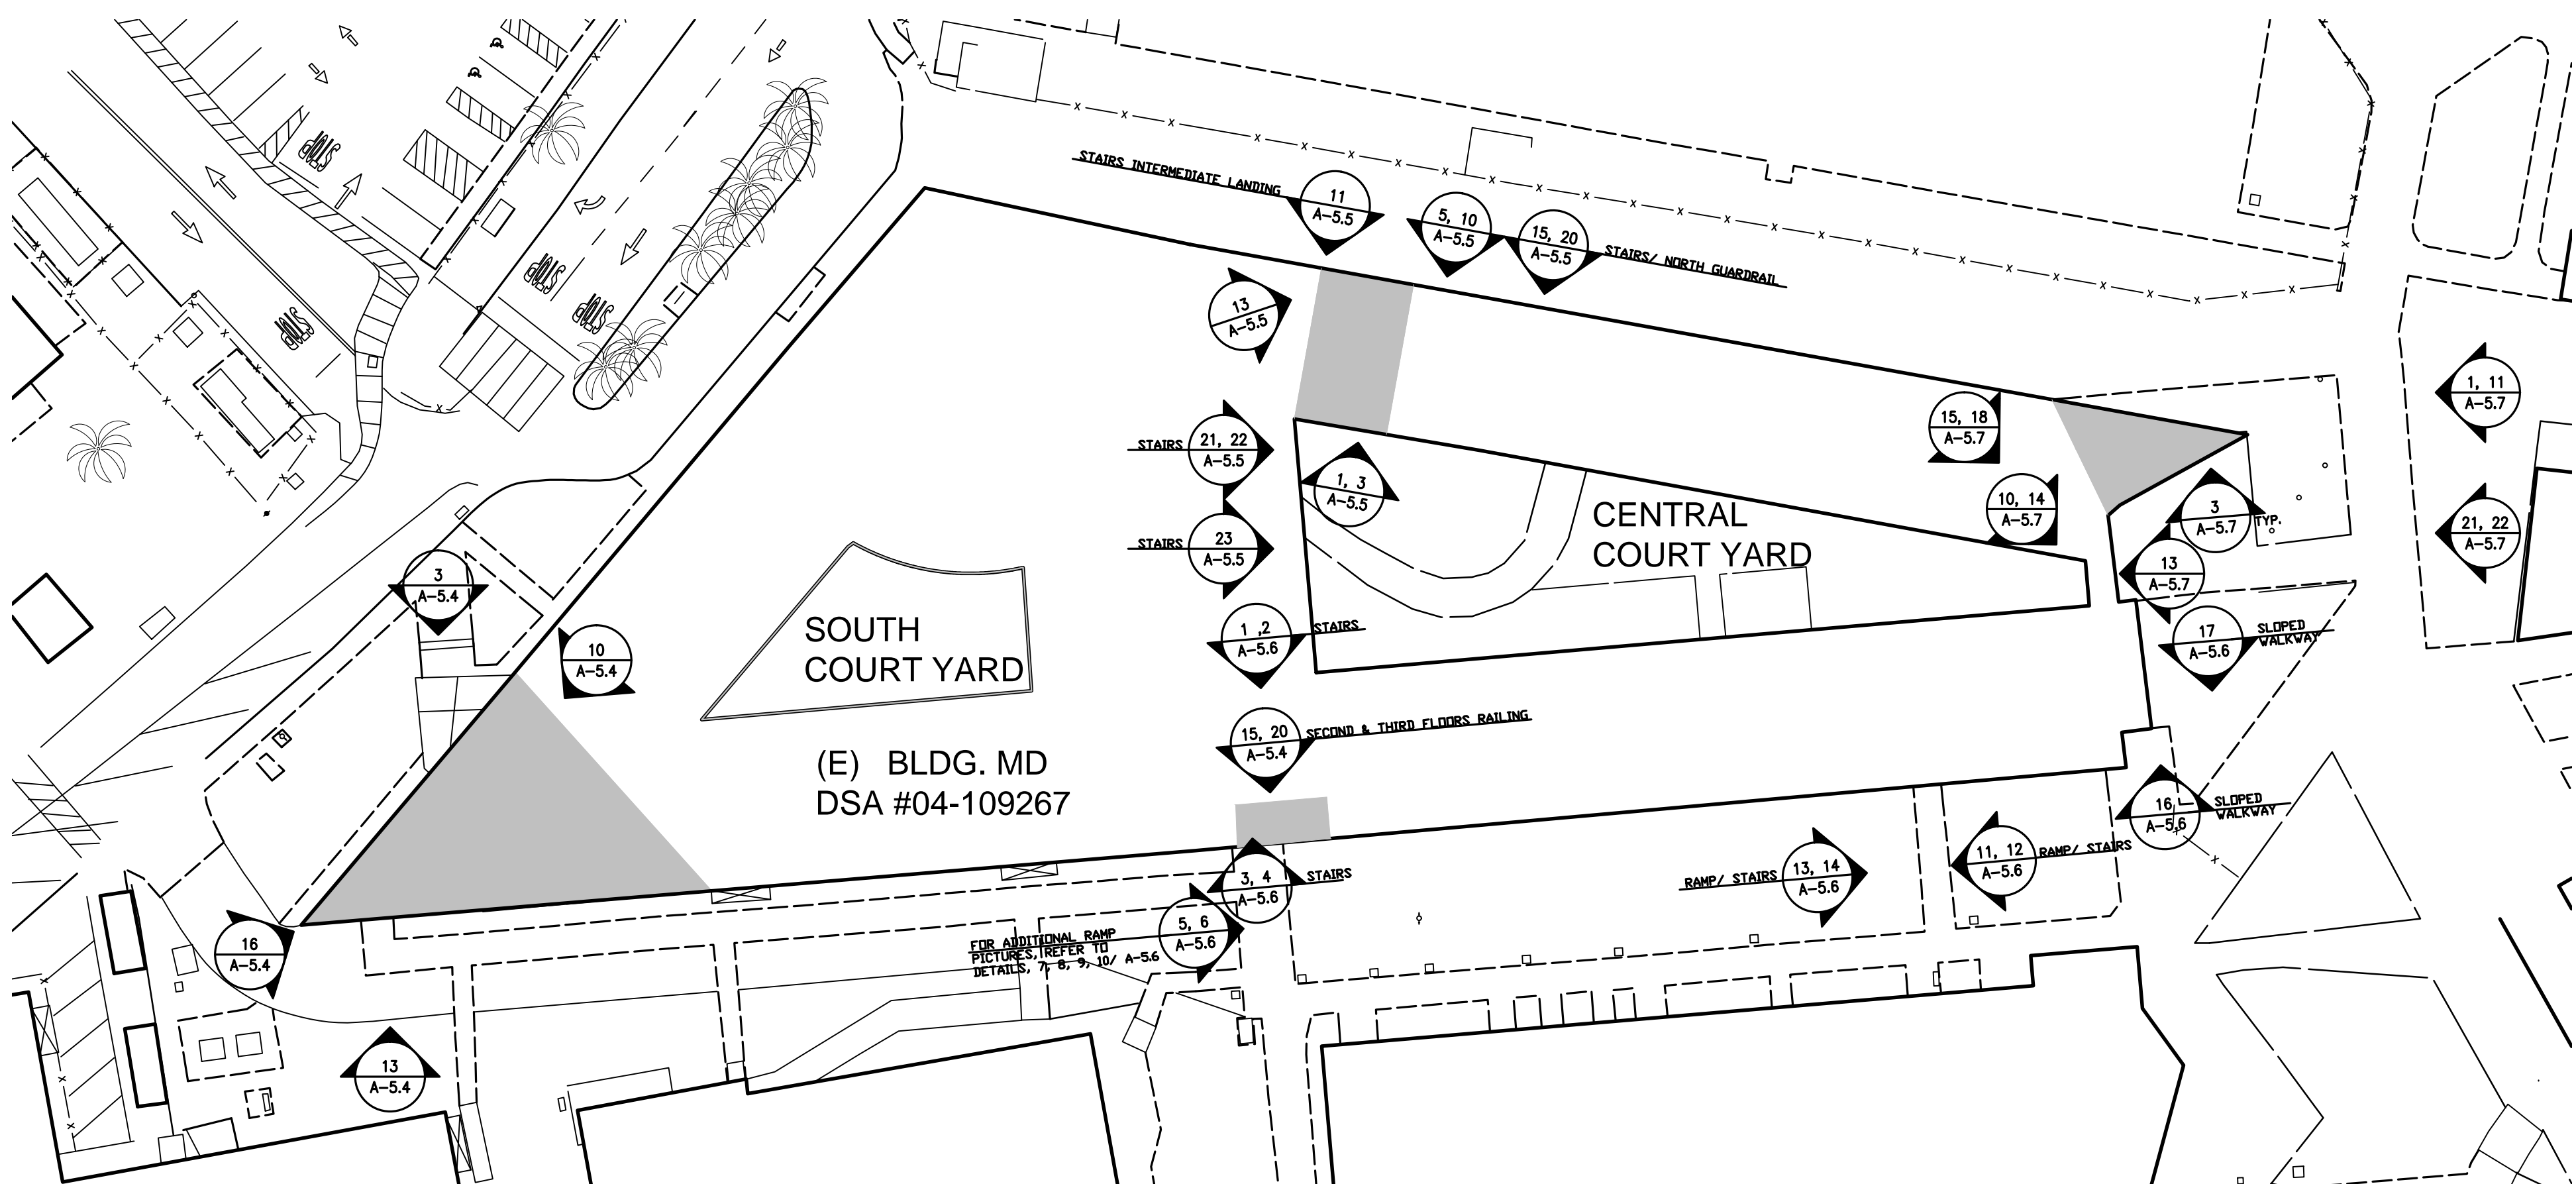 STOP
STOP
STOP
STOP
STAIRS INTERMEDIATE LANDING
11
A-5.5
5, 10
A-5.5
15, 20
A-5.5
STAIRS/ NORTH GUARDRAIL
13
A-5.5
1, 11
A-5.7
15, 18
A-5.7
STAIRS
21, 22
A-5.5
1, 3
A-5.5
CENTRAL
COURT YARD
10, 14
A-5.7
3
A-5.7
TYP.
21, 22
A-5.7
STAIRS
23
A-5.5
13
A-5.7
3
A-5.4
10
A-5.4
SOUTH
COURT YARD
1 ,2
A-5.6
STAIRS
17
A-5.6
SLOPED
WALKWAY
15, 20
A-5.4
SECOND & THIRD FLOORS RAILING
(E) BLDG. MD
DSA #04-109267
16
A-5.6
SLOPED
WALKWAY
3, 4
A-5.6
STAIRS
RAMP/ STAIRS
13, 14
A-5.6
11, 12
A-5.6
RAMP/ STAIRS
5, 6
A-5.6
FOR ADDITIONAL RAMP
PICTURES, REFER TO
DETAILS, 7, 8, 9, 10/ A-5.6
16
A-5.4
13
A-5.4